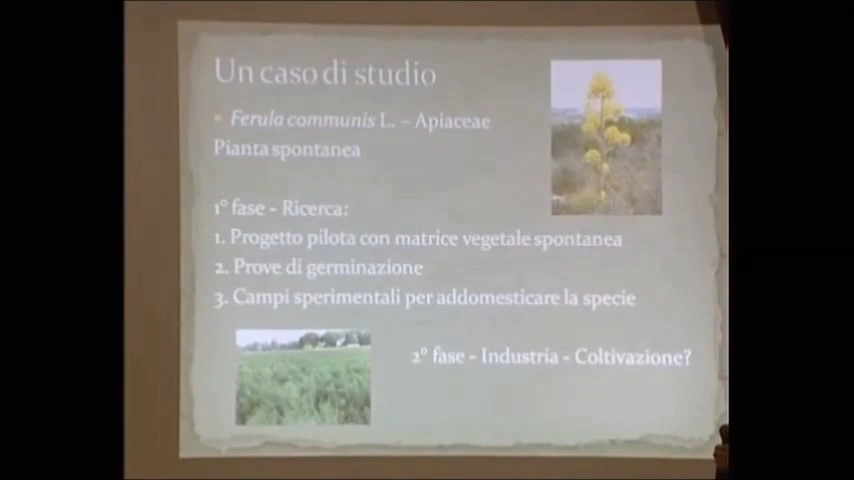 Un caso di studio
• Ferula communis L. – Apiaceae
Pianta spontanea
1° fase - Ricerca:
1. Progetto pilota con matrice vegetale spontanea
2. Prove di germinazione
3. Campi sperimentali per addomesticare la specie
2° fase - Industria - Coltivazione?